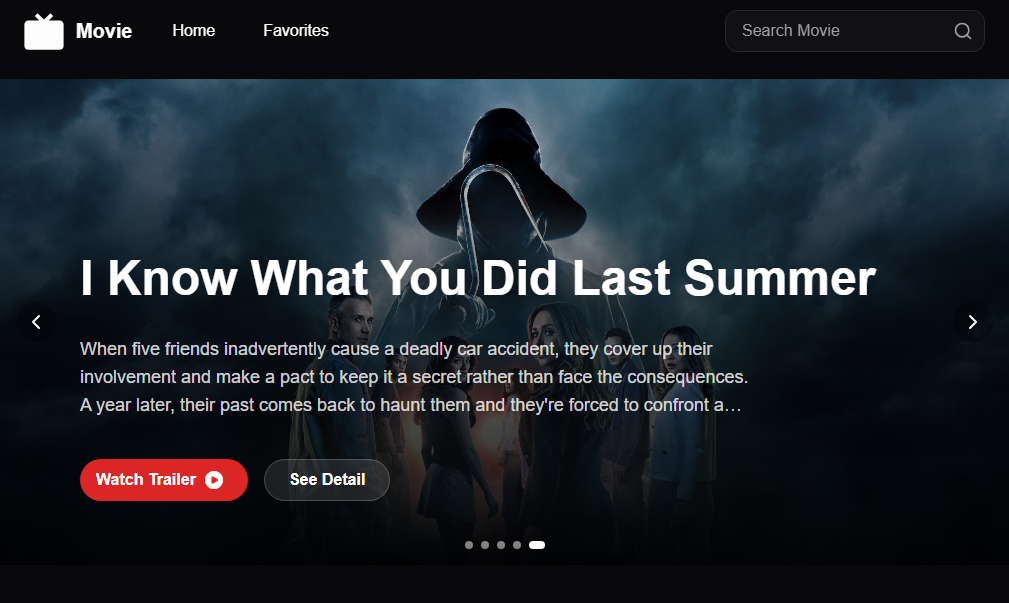 Movie
Home
Favorites
Search Movie
I Know What You Did Last Summer
When five friends inadvertently cause a deadly car accident, they cover up their
involvement and make a pact to keep it a secret rather than face the consequences.
A year later, their past comes back to haunt them and they're forced to confront a…
Watch Trailer
See Detail